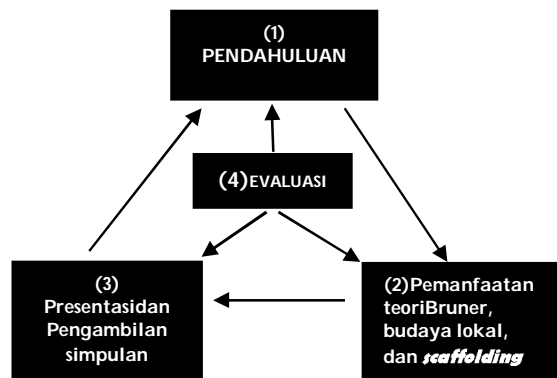 (1)
PENDAHULUAN
(4)EVALUASI
(3)
Presentasidan
Pengambilan
simpulan
(2)Pemanfaatan
teoriBruner,
budaya lokal,
dan scaffolding